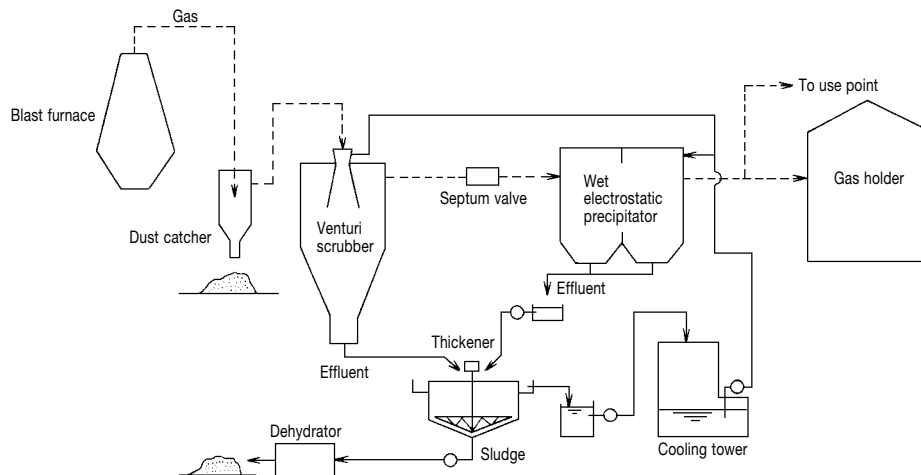 Gas
To use point
Blast furnace
Gas holder
Wet
electrostatic
precipitator
Septum valve
Venturi
scrubber
Dust catcher
Effluent
Thickener
Effluent
Dehydrator
Sludge
Cooling tower